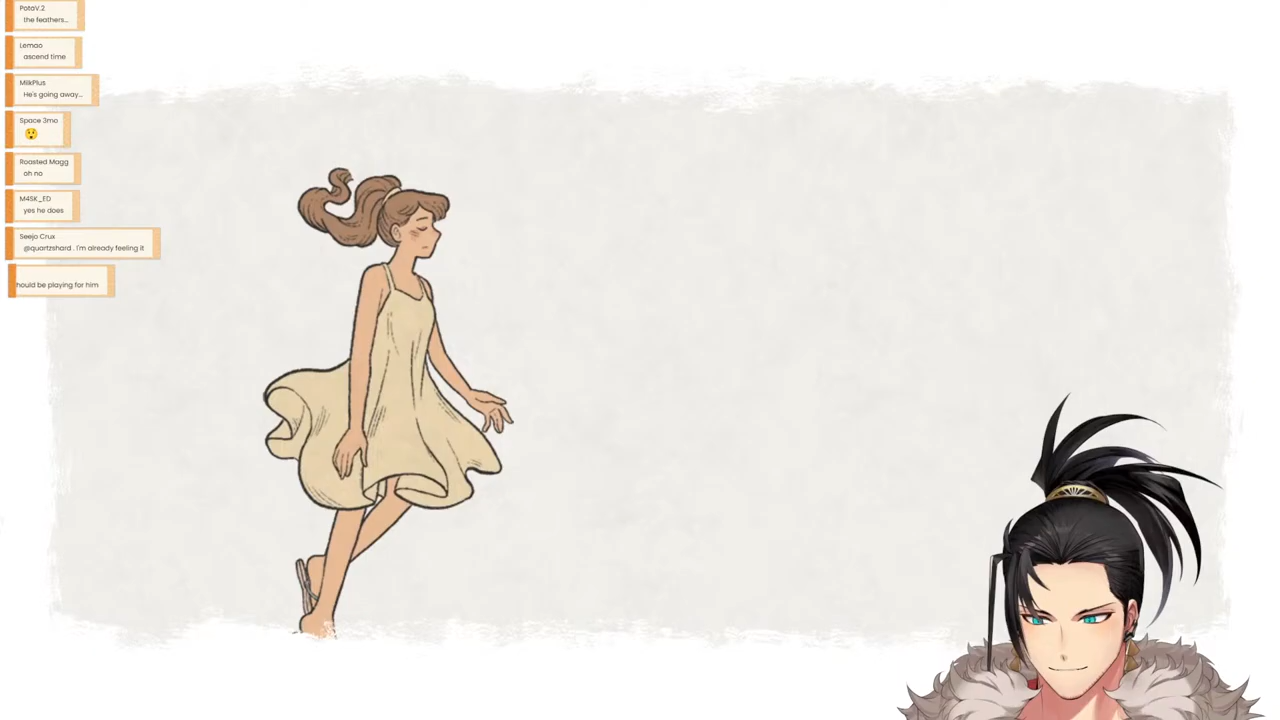 PotaV.2
the feathers...
Lemao
ascend time
MilkPlus
He's going away...
Space 3mo
😲
Roasted Magg
oh no
M4SK_ED
yes he does
Seejo Crux
@quartzshard . I'm already feeling it
hould be playing for him